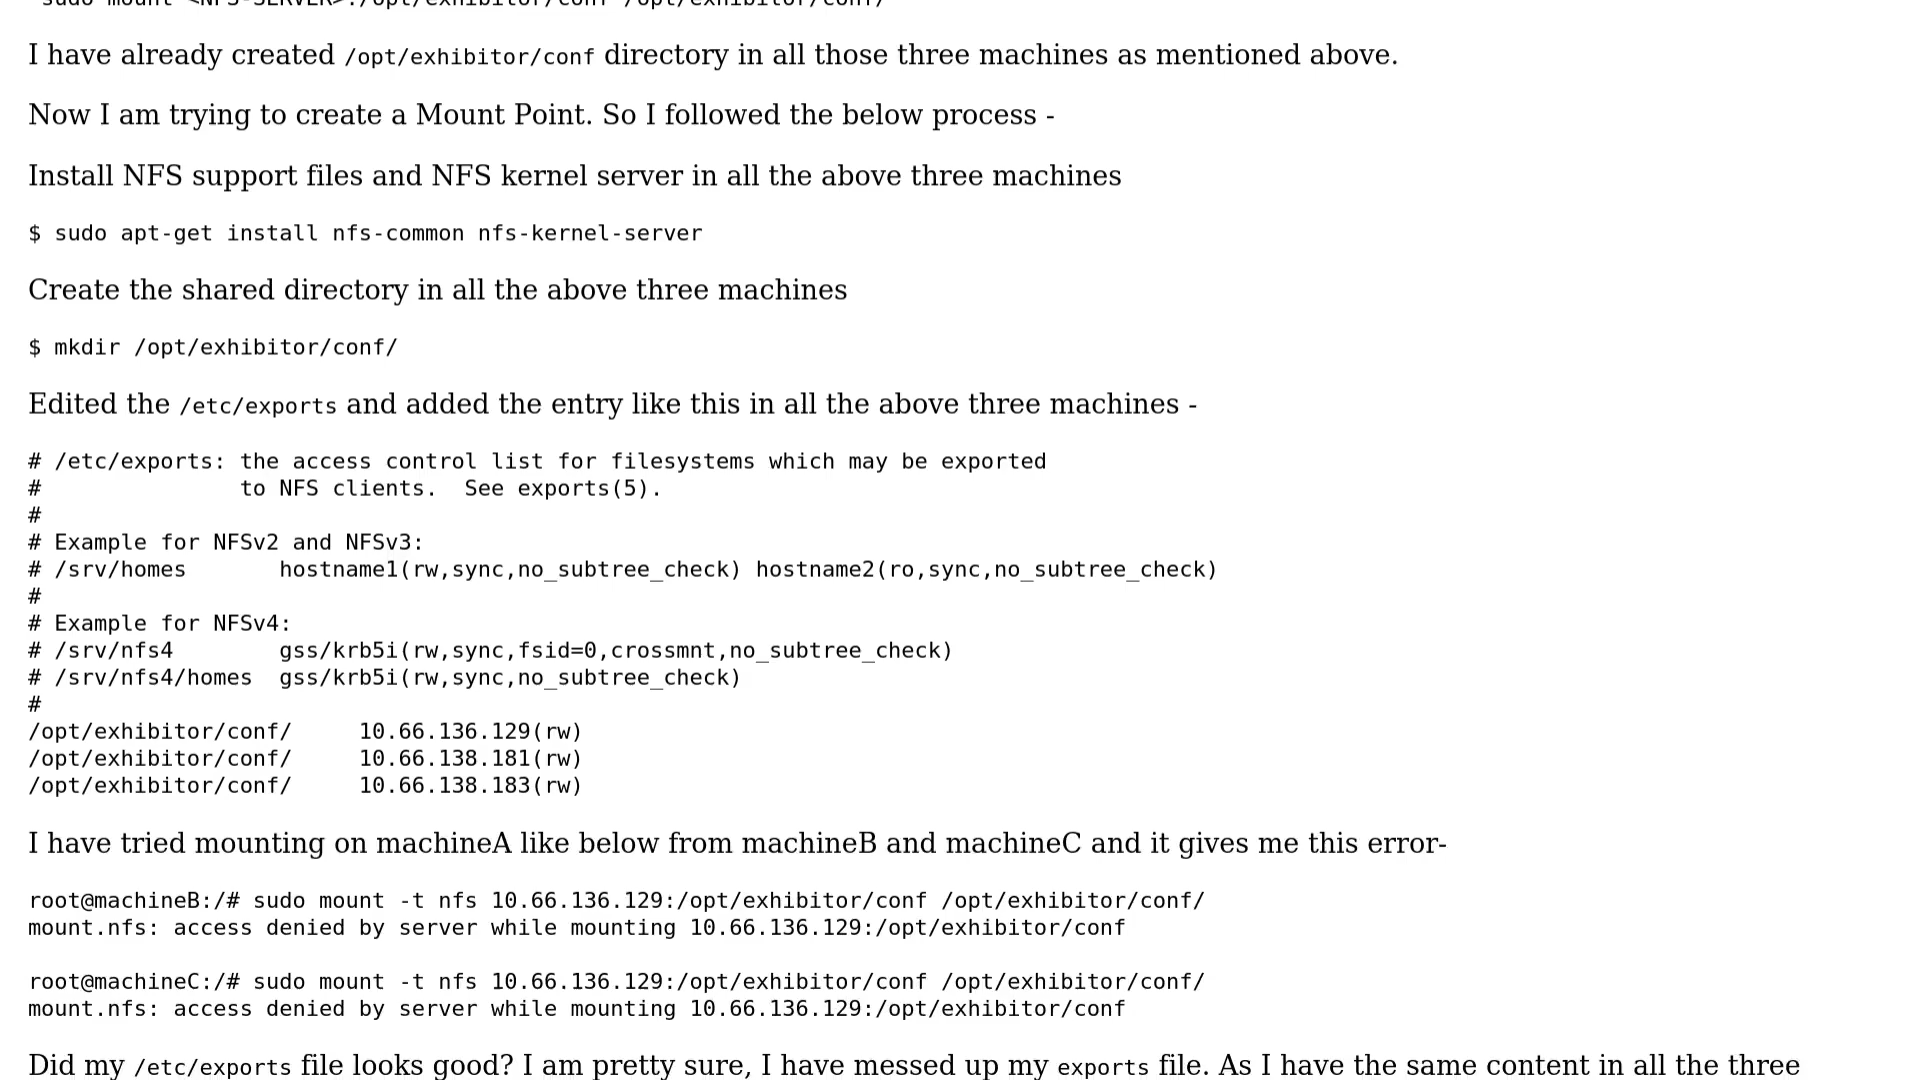 sudo mount <NFS-SERVER>:/opt/exhibitor/conf /opt/exhibitor/conf/
I have already created /opt/exhibitor/conf directory in all those three machines as mentioned above.
Now I am trying to create a Mount Point. So I followed the below process -
Install NFS support files and NFS kernel server in all the above three machines
$ sudo apt-get install nfs-common nfs-kernel-server
Create the shared directory in all the above three machines
$ mkdir /opt/exhibitor/conf/
Edited the /etc/exports and added the entry like this in all the above three machines -
# /etc/exports: the access control list for filesystems which may be exported
#               to NFS clients.  See exports(5).
#
# Example for NFSv2 and NFSv3:
# /srv/homes       hostname1(rw,sync,no_subtree_check) hostname2(ro,sync,no_subtree_check)
#
# Example for NFSv4:
# /srv/nfs4        gss/krb5i(rw,sync,fsid=0,crossmnt,no_subtree_check)
# /srv/nfs4/homes  gss/krb5i(rw,sync,no_subtree_check)
#
/opt/exhibitor/conf/     10.66.136.129(rw)
/opt/exhibitor/conf/     10.66.138.181(rw)
/opt/exhibitor/conf/     10.66.138.183(rw)
I have tried mounting on machineA like below from machineB and machineC and it gives me this error-
root@machineB:/# sudo mount -t nfs 10.66.136.129:/opt/exhibitor/conf /opt/exhibitor/conf/
mount.nfs: access denied by server while mounting 10.66.136.129:/opt/exhibitor/conf
root@machineC:/# sudo mount -t nfs 10.66.136.129:/opt/exhibitor/conf /opt/exhibitor/conf/
mount.nfs: access denied by server while mounting 10.66.136.129:/opt/exhibitor/conf
Did my /etc/exports file looks good? I am pretty sure, I have messed up my exports file. As I have the same content in all the three